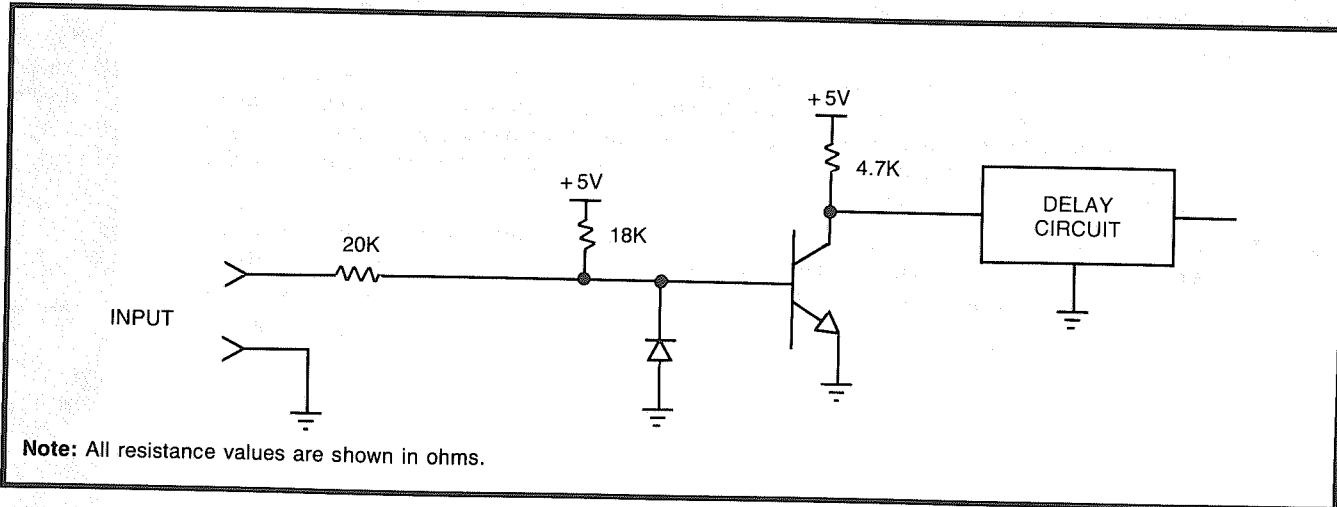 +5V
4.7K
DELAY
CIRCUIT
+5V
18K
20K
INPUT
Note: All resistance values are shown in ohms.